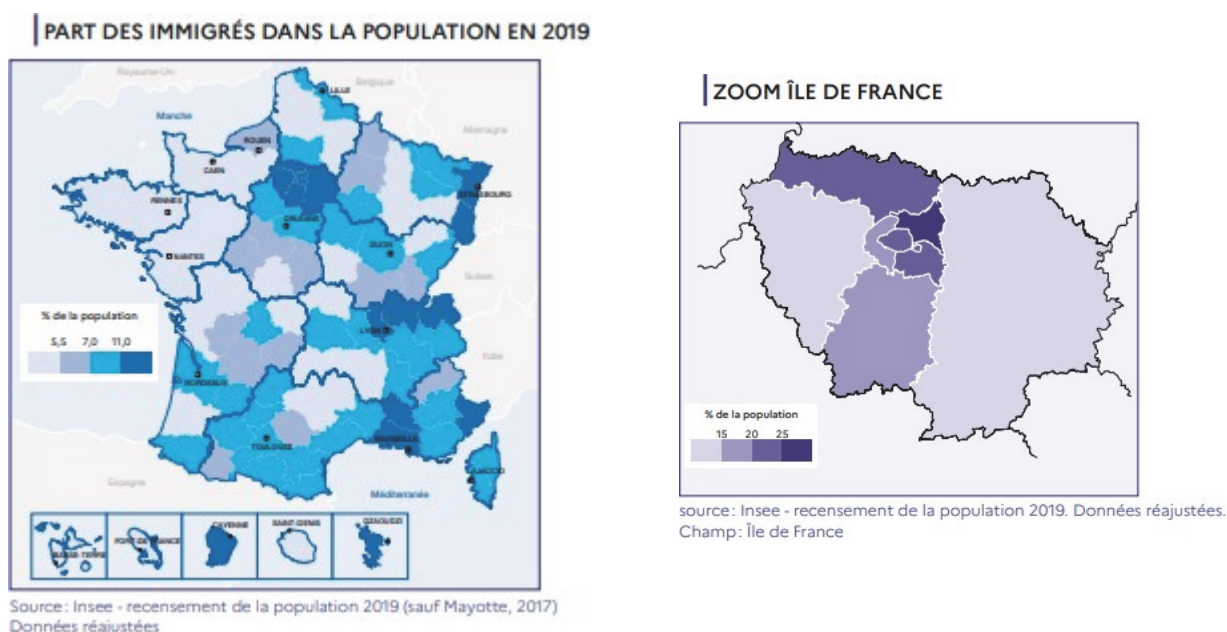 PART DES IMMIGRÉS DANS LA POPULATION EN 2019
Royaume-Uni
Belgique
LILLE
Manche
Allemagne
ROUEN
CAEN
STRASBOURG
RENNES
ORLÉANS
DIJON
NANTES
Suisse
% de la population
5,5 7,0 11,0
LYON
Italie
BORDEAUX
TOULOUSE
MARSEILLE
AJACCIO
Espagne
Méditerranée
BASSE-TERRE
FORT-DE-FRANCE
CAYENNE
SAINT-DENIS
DZAOUDZI
Source: Insee - recensement de la population 2019 (sauf Mayotte, 2017)
Données réajustées
ZOOM ÎLE DE FRANCE
% de la population
15 20 25
source: Insee - recensement de la population 2019. Données réajustées.
Champ: Île de France